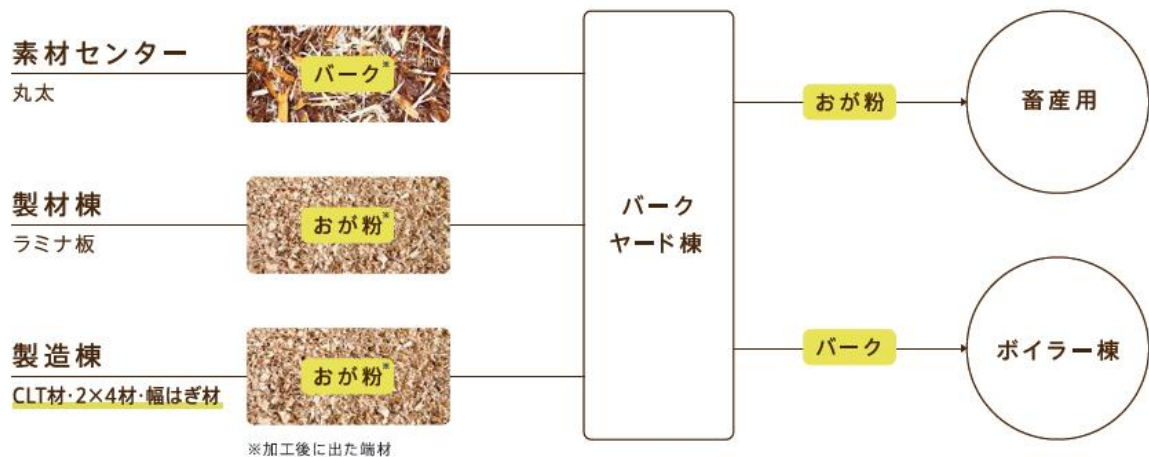 素材センター
丸太
バーク※
製材棟
ラミナ板
おが粉※
製造棟
CLT材・2×4材・幅はぎ材
おが粉※
※加工後に出た端材
バーク
ヤード棟
おが粉
畜産用
バーク
ボイラー棟